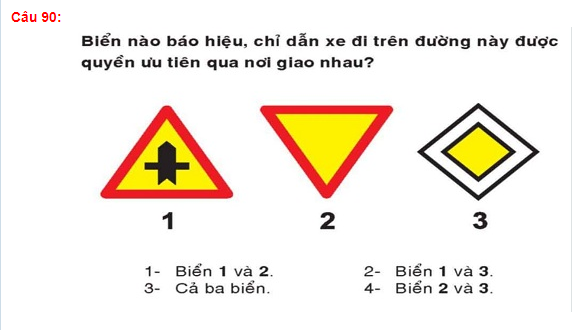 Câu 90:
Biển nào báo hiệu, chỉ dẫn xe đi trên đường này được
quyền ưu tiên qua nơi giao nhau?
1 2 3
1- Biển 1 và 2. 2- Biển 1 và 3.
3- Cả ba biển. 4- Biển 2 và 3.